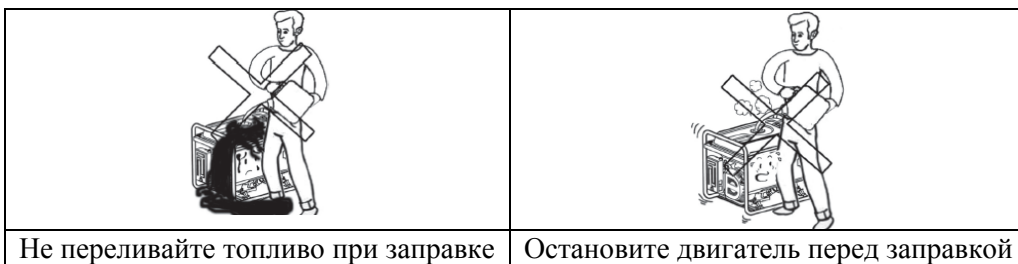 Не переливайте топливо при заправке
Остановите двигатель перед заправкой